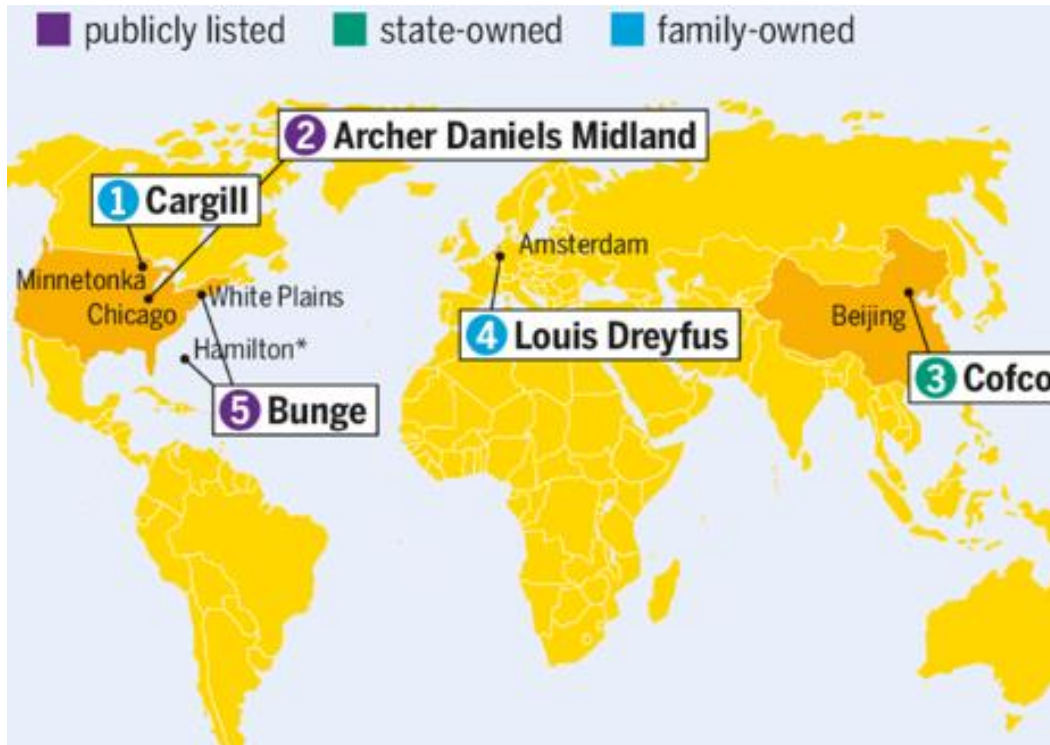 publicly listed
state-owned
family-owned
2 Archer Daniels Midland
1 Cargill
Minnetonka
Chicago
White Plains
Hamilton*
5 Bunge
Amsterdam
4 Louis Dreyfus
Beijing
3 Cofco